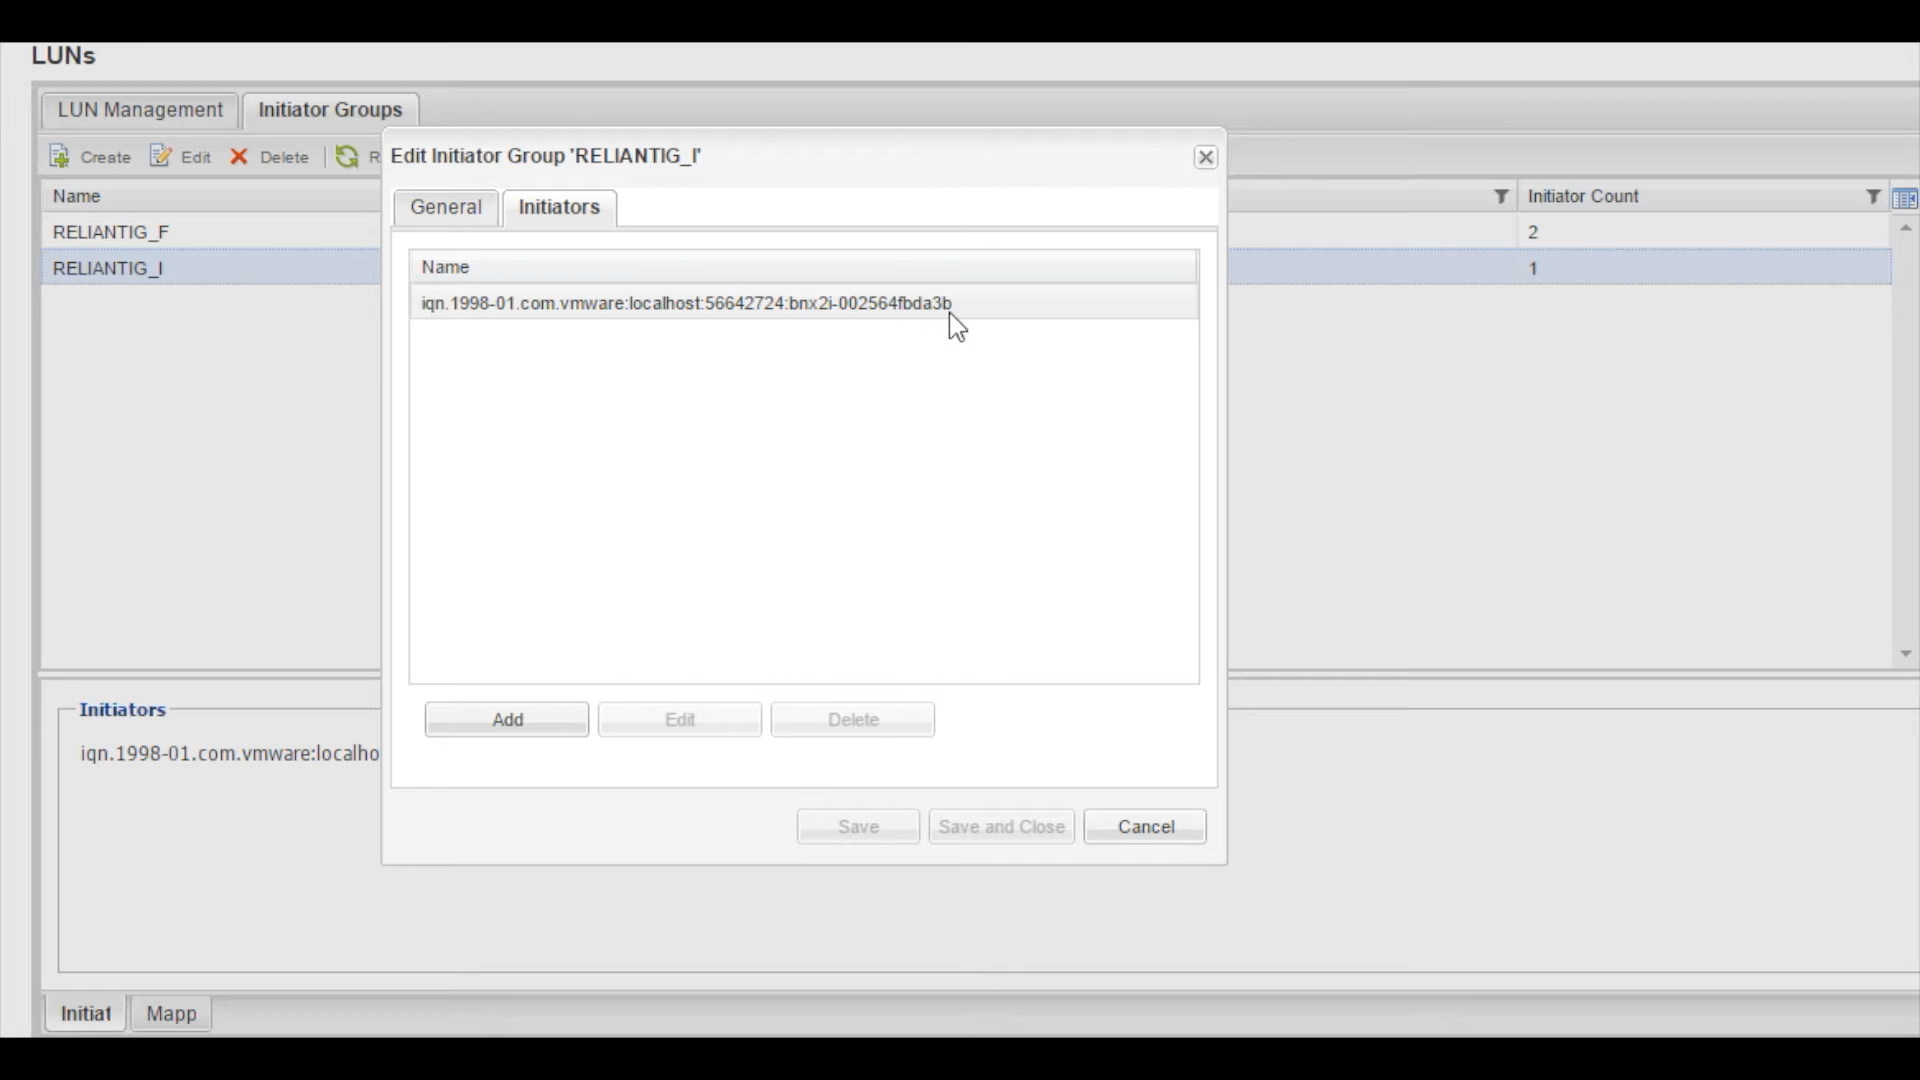 LUNs
LUN Management
Initiator Groups
Create
Edit
Delete
R
Name
Initiator Count
RELIANTIG_F
2
RELIANTIG_I
1
Edit Initiator Group 'RELIANTIG_I'
General
Initiators
Name
iqn.1998-01.com.vmware:localhost:56642724:bnx2i-002564fbda3b
Add
Edit
Delete
Save
Save and Close
Cancel
Initiators
iqn.1998-01.com.vmware:localho
Initiat
Mapp